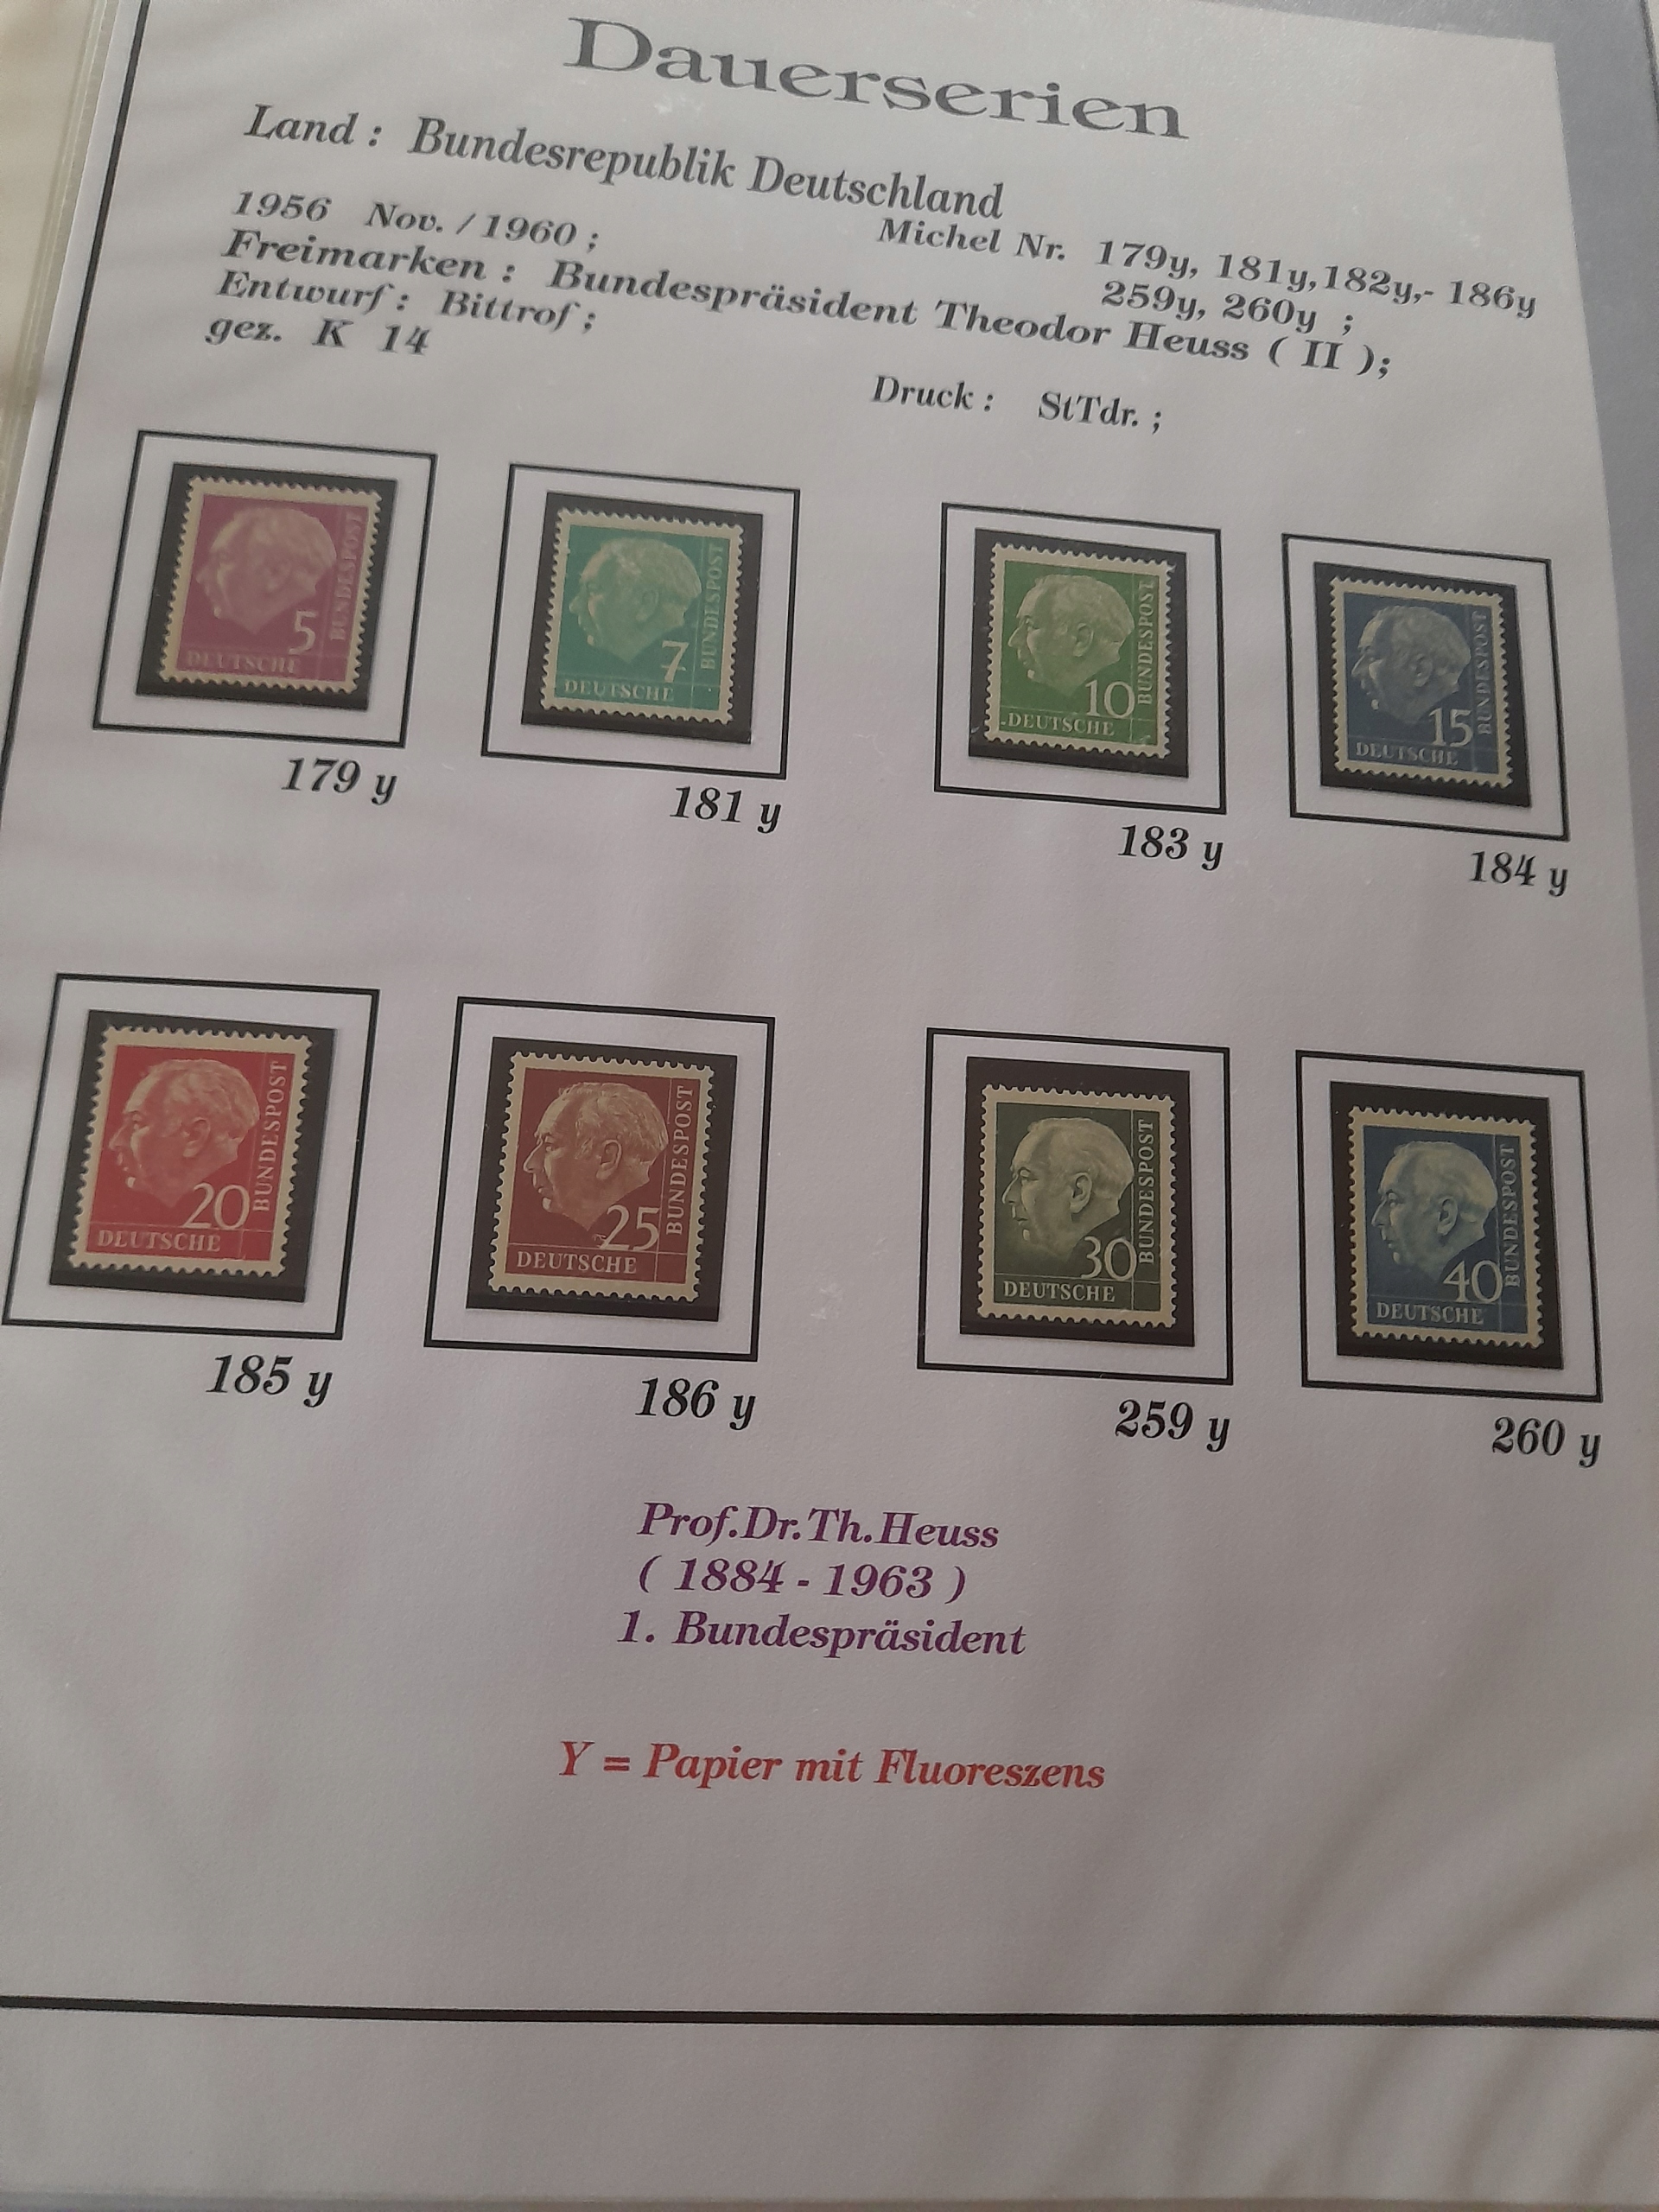 Dauerserien
Land : Bundesrepublik Deutschland
1956 Nov. / 1960 ; Michel Nr. 179y, 181y,182y,- 186y
259y, 260y ;
Freimarken : Bundespräsident Theodor Heuss ( II );
Entwurf : Bittrof ;
gez. K 14
Druck : StTdr. ;
5 BUNDESPOST
DEUTSCHE
7 BUNDESPOST
DEUTSCHE
10 BUNDESPOST
DEUTSCHE
15 BUNDESPOST
DEUTSCHE
179 y
181 y
183 y
184 y
20 BUNDESPOST
DEUTSCHE
25 BUNDESPOST
DEUTSCHE
30 BUNDESPOST
DEUTSCHE
40 BUNDESPOST
DEUTSCHE
185 y
186 y
259 y
260 y
Prof.Dr.Th.Heuss
( 1884 - 1963 )
1. Bundespräsident
Y = Papier mit Fluoreszens